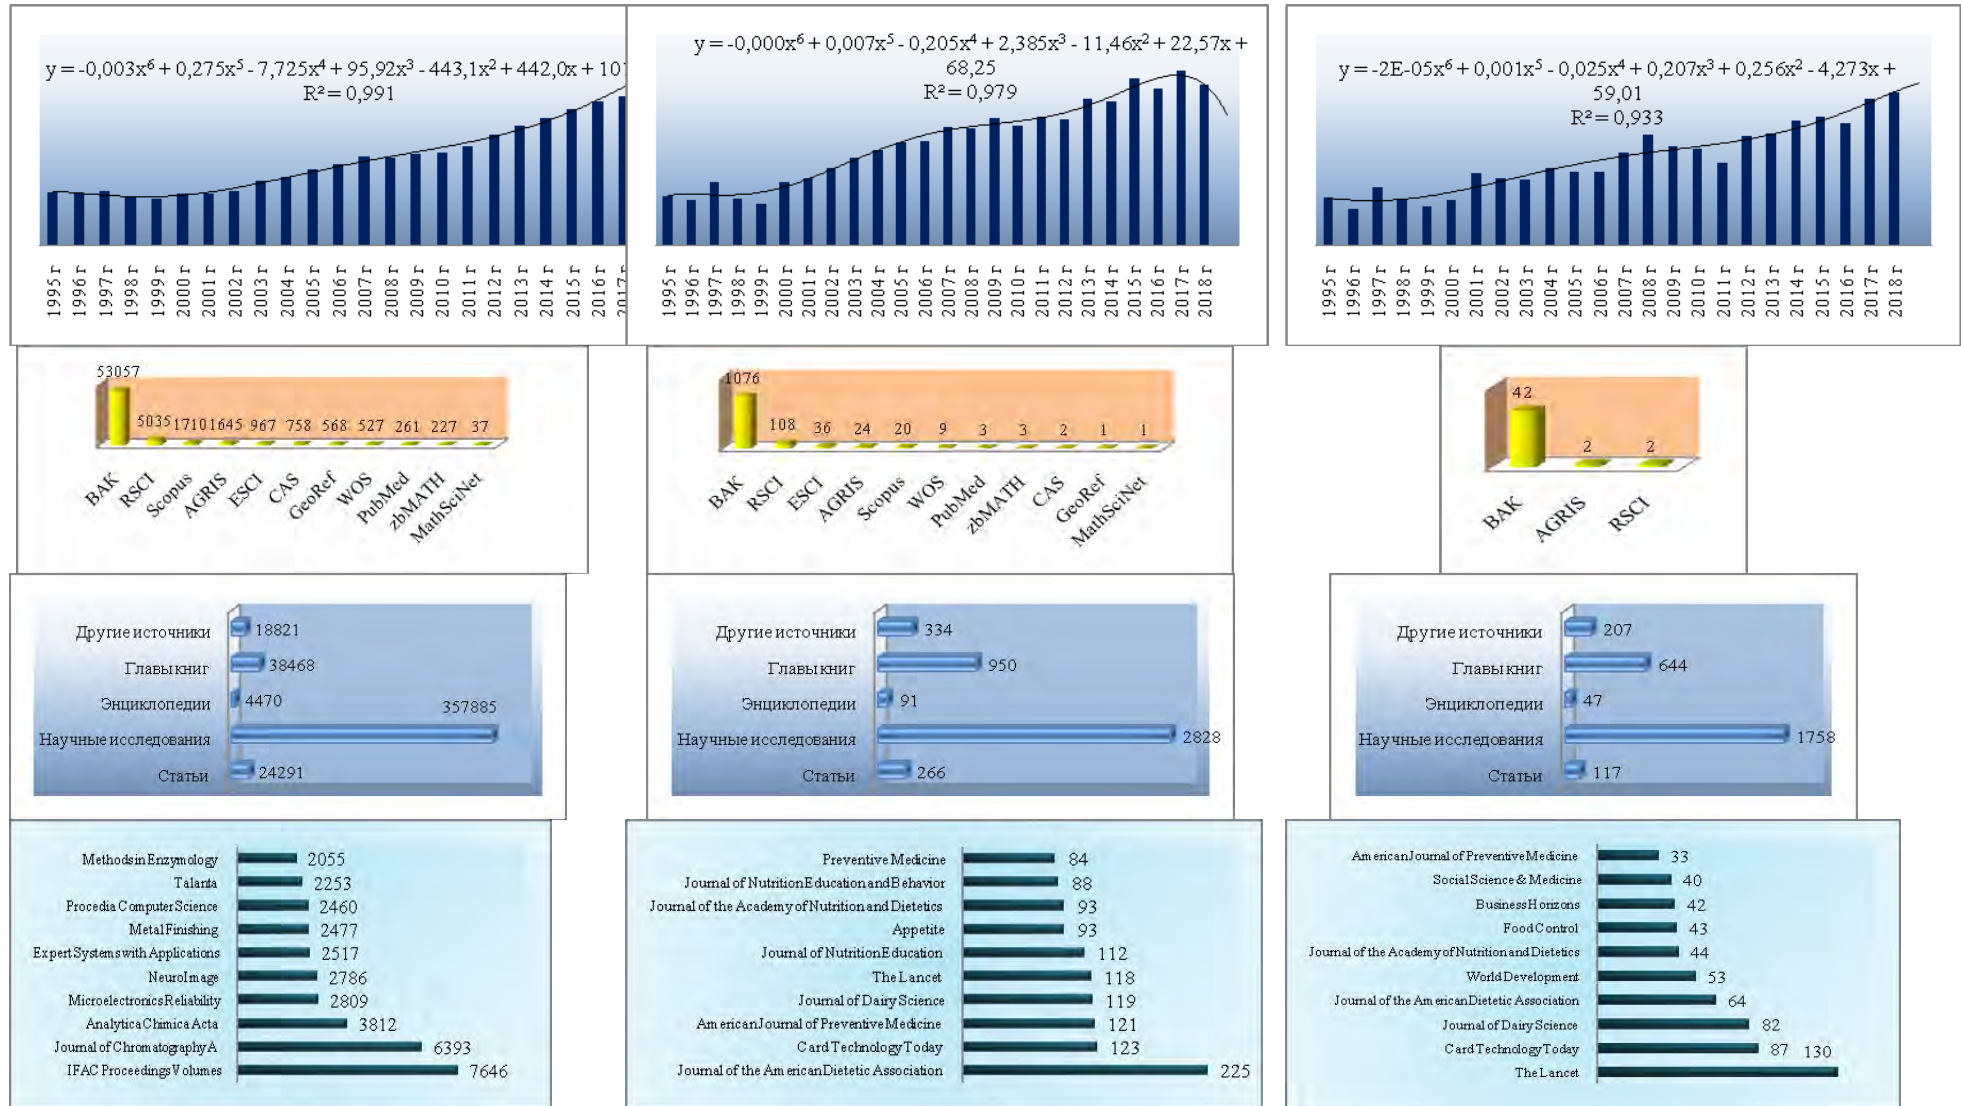 y = -0,003x⁶ + 0,275x⁵ - 7,725x⁴ + 95,92x³ - 443,1x² + 442,0x + 101
R² = 0,991
1995 г
1996 г
1997 г
1998 г
1999 г
2000 г
2001 г
2002 г
2003 г
2004 г
2005 г
2006 г
2007 г
2008 г
2009 г
2010 г
2011 г
2012 г
2013 г
2014 г
2015 г
2016 г
2017 г
y = -0,000x⁶ + 0,007x⁵ - 0,205x⁴ + 2,385x³ - 11,46x² + 22,57x +
68,25
R² = 0,979
1995 г
1996 г
1997 г
1998 г
1999 г
2000 г
2001 г
2002 г
2003 г
2004 г
2005 г
2006 г
2007 г
2008 г
2009 г
2010 г
2011 г
2012 г
2013 г
2014 г
2015 г
2016 г
2017 г
2018 г
y = -2E-05x⁶ + 0,001x⁵ - 0,025x⁴ + 0,207x³ + 0,256x² - 4,273x +
59,01
R² = 0,933
1995 г
1996 г
1997 г
1998 г
1999 г
2000 г
2001 г
2002 г
2003 г
2004 г
2005 г
2006 г
2007 г
2008 г
2009 г
2010 г
2011 г
2012 г
2013 г
2014 г
2015 г
2016 г
2017 г
2018 г
53057
5035 1710 1645 967 758 568 527 261 227 37
ВАК
RSCI
Scopus
AGRIS
ESCI
CAS
GeoRef
WOS
PubMed
zbMATH
MathSciNet
1076
108 36 24 20 9 3 3 2 1 1
ВАК
RSCI
ESCI
AGRIS
Scopus
WOS
PubMed
zbMATH
CAS
GeoRef
MathSciNet
42
2 2
ВАК
AGRIS
RSCI
Другие источники 18821
Главы книг 38468
Энциклопедии 4470
Научные исследования 357885
Статьи 24291
Другие источники 334
Главы книг 950
Энциклопедии 91
Научные исследования 2828
Статьи 266
Другие источники 207
Главы книг 644
Энциклопедии 47
Научные исследования 1758
Статьи 117
Methods in Enzymology 2055
Talanta 2253
Procedia Computer Science 2460
Metal Finishing 2477
Expert Systems with Applications 2517
NeuroImage 2786
Microelectronics Reliability 2809
Analytica Chimica Acta 3812
Journal of Chromatography A 6393
IFAC Proceedings Volumes 7646
Preventive Medicine 84
Journal of Nutrition Education and Behavior 88
Journal of the Academy of Nutrition and Dietetics 93
Appetite 93
Journal of Nutrition Education 112
The Lancet 118
Journal of Dairy Science 119
American Journal of Preventive Medicine 121
Card Technology Today 123
Journal of the American Dietetic Association 225
American Journal of Preventive Medicine 33
Social Science & Medicine 40
Business Horizons 42
Food Control 43
Journal of the Academy of Nutrition and Dietetics 44
World Development 53
Journal of the American Dietetic Association 64
Journal of Dairy Science 82
Card Technology Today 87
The Lancet 130